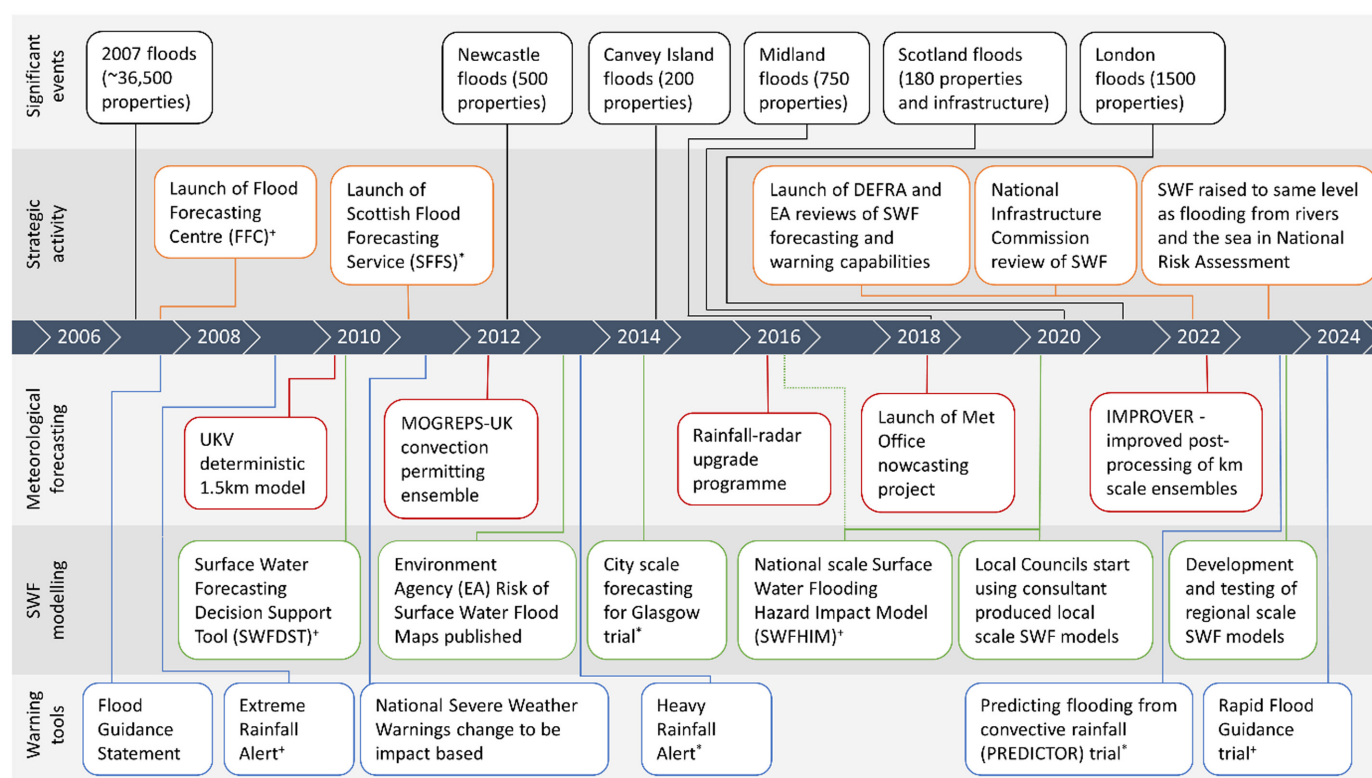 Significant
events
2007 floods
(~36,500
properties)
Newcastle
floods (500
properties)
Canvey Island
floods (200
properties)
Midland
floods (750
properties)
Scotland floods
(180 properties
and infrastructure)
London
floods (1500
properties)
Strategic
activity
Launch of Flood
Forecasting
Centre (FFC)+
Launch of
Scottish Flood
Forecasting
Service (SFFS)*
Launch of DEFRA and
EA reviews of SWF
forecasting and
warning capabilities
National
Infrastructure
Commission
review of SWF
SWF raised to same level
as flooding from rivers
and the sea in National
Risk Assessment
2006 2008 2010 2012 2014 2016 2018 2020 2022 2024
Meteorological
forecasting
UKV
deterministic
1.5km model
MOGREPS-UK
convection
permitting
ensemble
Rainfall-radar
upgrade
programme
Launch of Met
Office
nowcasting
project
IMPROVER -
improved post-
processing of km
scale ensembles
SWF
modelling
Surface Water
Forecasting
Decision Support
Tool (SWFDST)+
Environment
Agency (EA) Risk of
Surface Water Flood
Maps published
City scale
forecasting
for Glasgow
trial*
National scale Surface
Water Flooding
Hazard Impact Model
(SWFHIM)+
Local Councils start
using consultant
produced local
scale SWF models
Development
and testing of
regional scale
SWF models
Warning
tools
Flood
Guidance
Statement
Extreme
Rainfall
Alert+
National Severe Weather
Warnings change to be
impact based
Heavy
Rainfall
Alert*
Predicting flooding from
convective rainfall
(PREDICTOR) trial*
Rapid Flood
Guidance
trial+